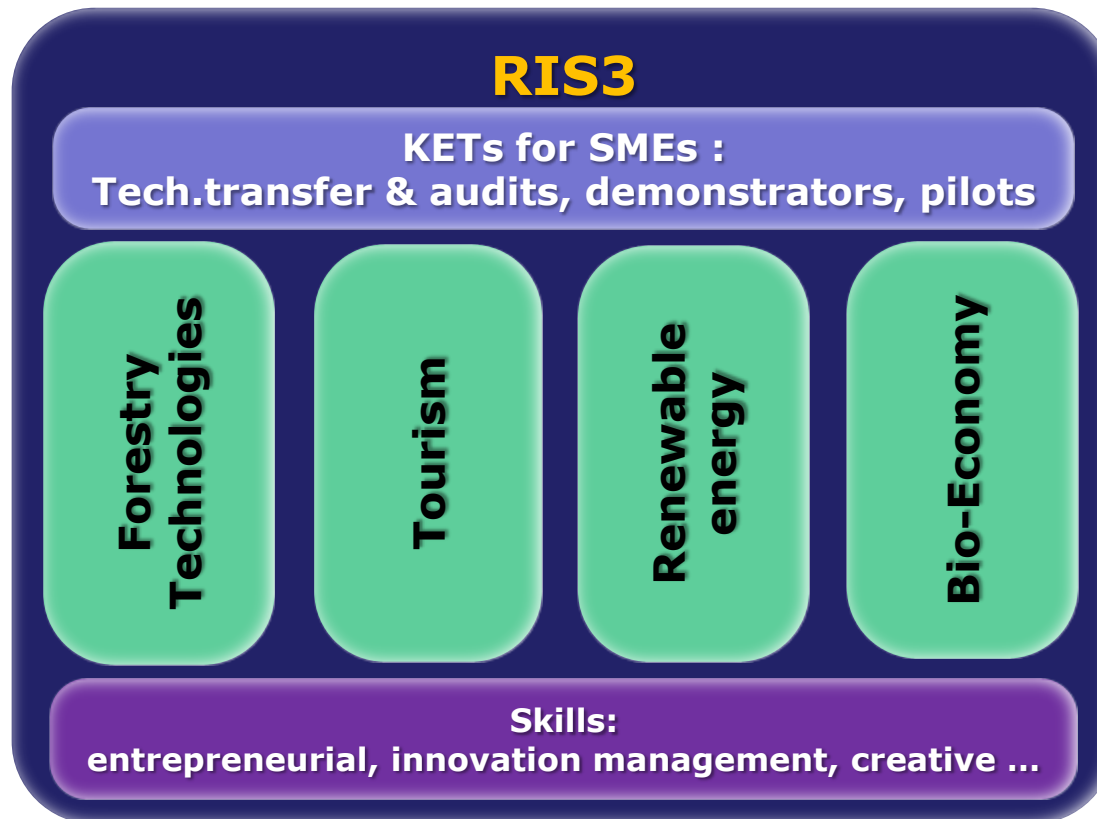 RIS3
KETs for SMEs :
Tech.transfer & audits, demonstrators, pilots
Forestry
Technologies
Tourism
Renewable
energy
Bio-Economy
Skills:
entrepreneurial, innovation management, creative …